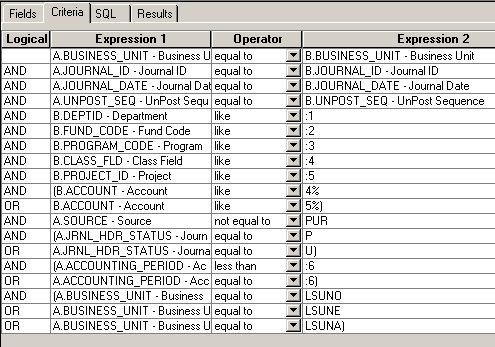 Fields Criteria SQL Results
Logical Expression 1 Operator Expression 2
A.BUSINESS_UNIT - Business U equal to B.BUSINESS_UNIT - Business Unit
AND A.JOURNAL_ID - Journal ID equal to B.JOURNAL_ID - Journal ID
AND A.JOURNAL_DATE - Journal Dat equal to B.JOURNAL_DATE - Journal Date
AND A.UNPOST_SEQ - UnPost Sequ equal to B.UNPOST_SEQ - UnPost Sequence
AND B.DEPTID - Department like :1
AND B.FUND_CODE - Fund Code like :2
AND B.PROGRAM_CODE - Program like :3
AND B.CLASS_FLD - Class Field like :4
AND B.PROJECT_ID - Project like :5
AND (B.ACCOUNT - Account like 4%
OR B.ACCOUNT - Account like 5%)
AND A.SOURCE - Source not equal to PUR
AND (A.JRNL_HDR_STATUS - Journ equal to P
OR A.JRNL_HDR_STATUS - Journa equal to U)
AND (A.ACCOUNTING_PERIOD - Ac less than :6
OR A.ACCOUNTING_PERIOD - Acc equal to :6)
AND (A.BUSINESS_UNIT - Business equal to LSUNO
OR A.BUSINESS_UNIT - Business U equal to LSUNE
OR A.BUSINESS_UNIT - Business U equal to LSUNA)